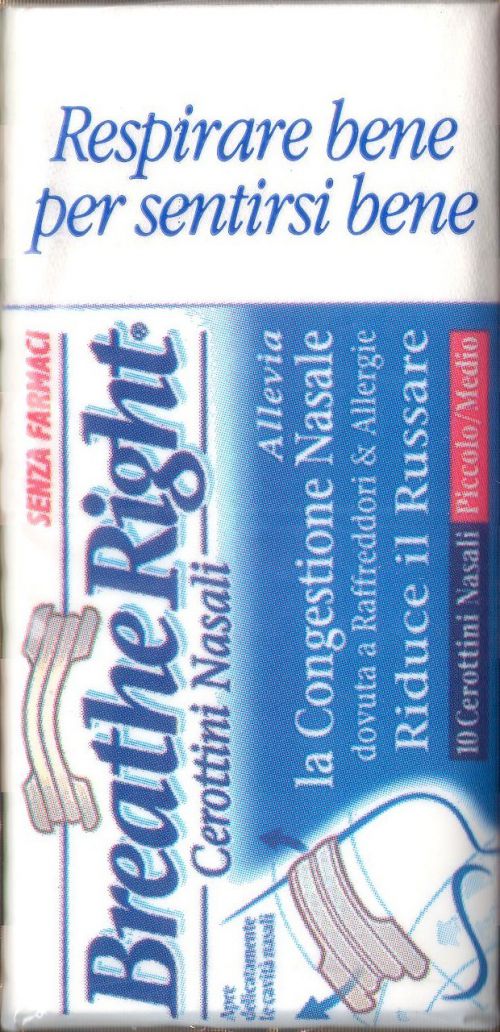 Respirare bene
per sentirsi bene
SENZA FARMACI
Breathe Right®
Cerottini Nasali
Allevia
la Congestione Nasale
dovuta a Raffreddori & Allergie
Riduce il Russare
10 Cerottini Nasali Piccolo/Medio
Apre
delicatamente
le cavità nasali